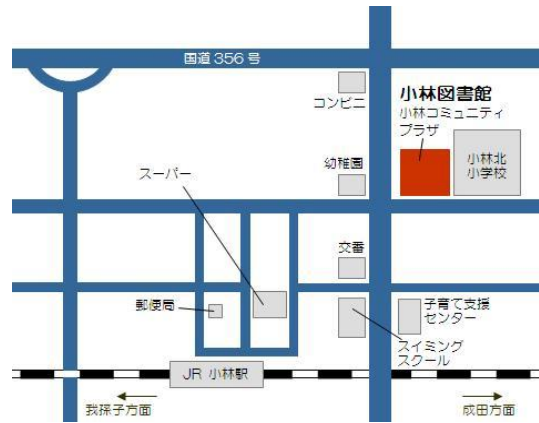 国道 356 号
コンビニ
小林図書館
小林コミュニティ
プラザ
小林北
小学校
幼稚園
スーパー
交番
郵便局
子育て支援
センター
スイミング
スクール
JR 小林駅
我孫子方面
成田方面